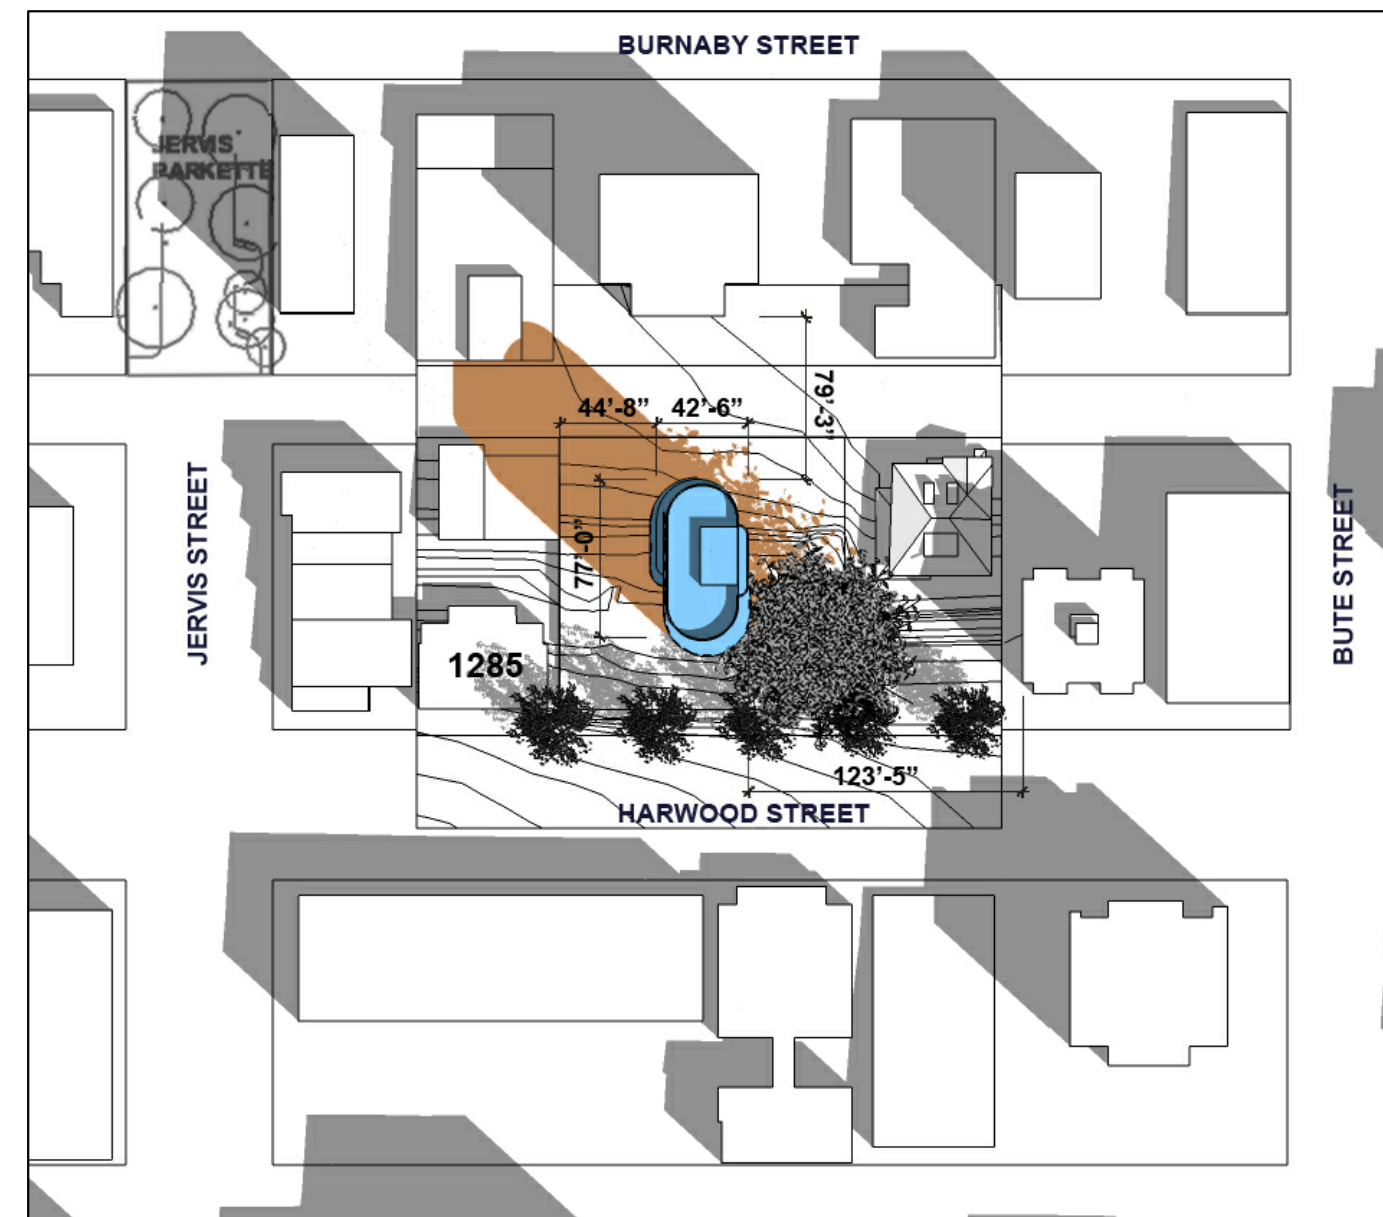 BURNABY STREET
JERVIS
PARKETTE
79’-3”
44’-8” 42’-6”
77’-0”
JERVIS STREET
BUTE STREET
1285
123’-5”
HARWOOD STREET